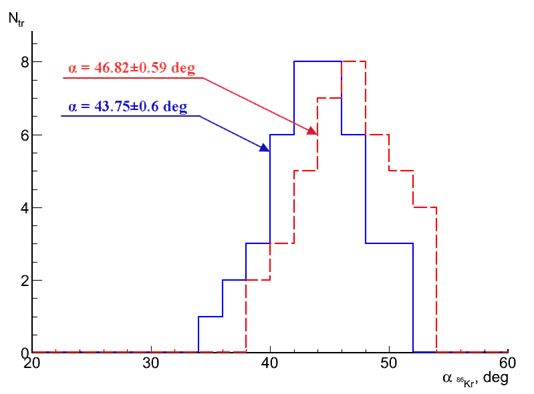 Ntr
α = 46.82±0.59 deg
α = 43.75±0.6 deg
8
6
4
2
0
20 30 40 50 60
α ⁸⁶Kr, deg